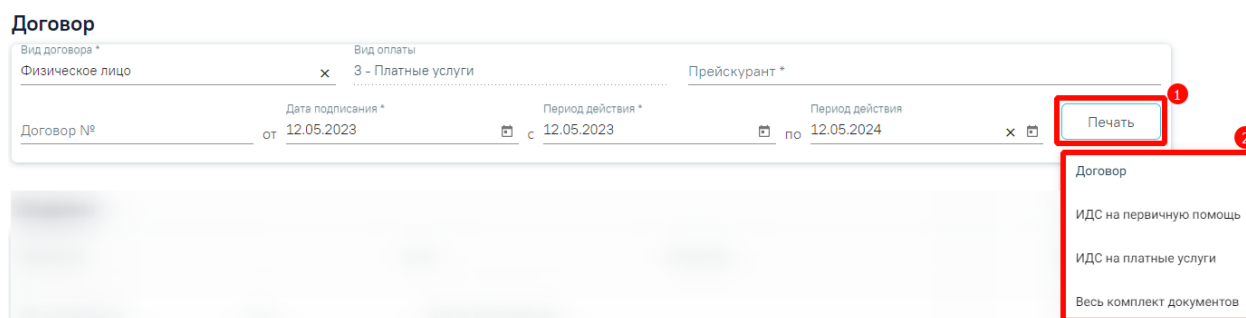 Договор
Вид договора * Вид оплаты
Физическое лицо 3 - Платные услуги Прейскурант *
1
Дата подписания * Период действия * Период действия
Договор № от 12.05.2023 с 12.05.2023 по 12.05.2024 Печать
2
Договор
ИДС на первичную помощь
ИДС на платные услуги
Весь комплект документов